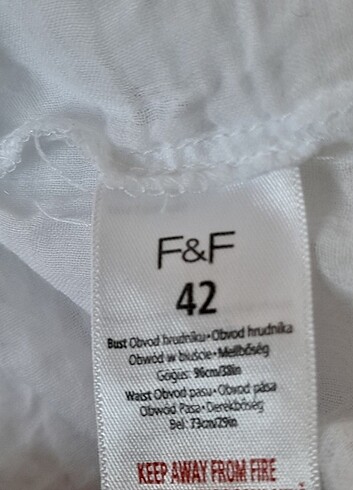 F&F
42
Bust Obvod hrudníku • Obvod hrudníka
Obwód w biuście • Mellbőség
Göğüs: 96cm/38in
Waist Obvod pasu • Obvod pása
Obwód Pasa • Derekbőség
Bel: 73cm/29in
KEEP AWAY FROM FIRE